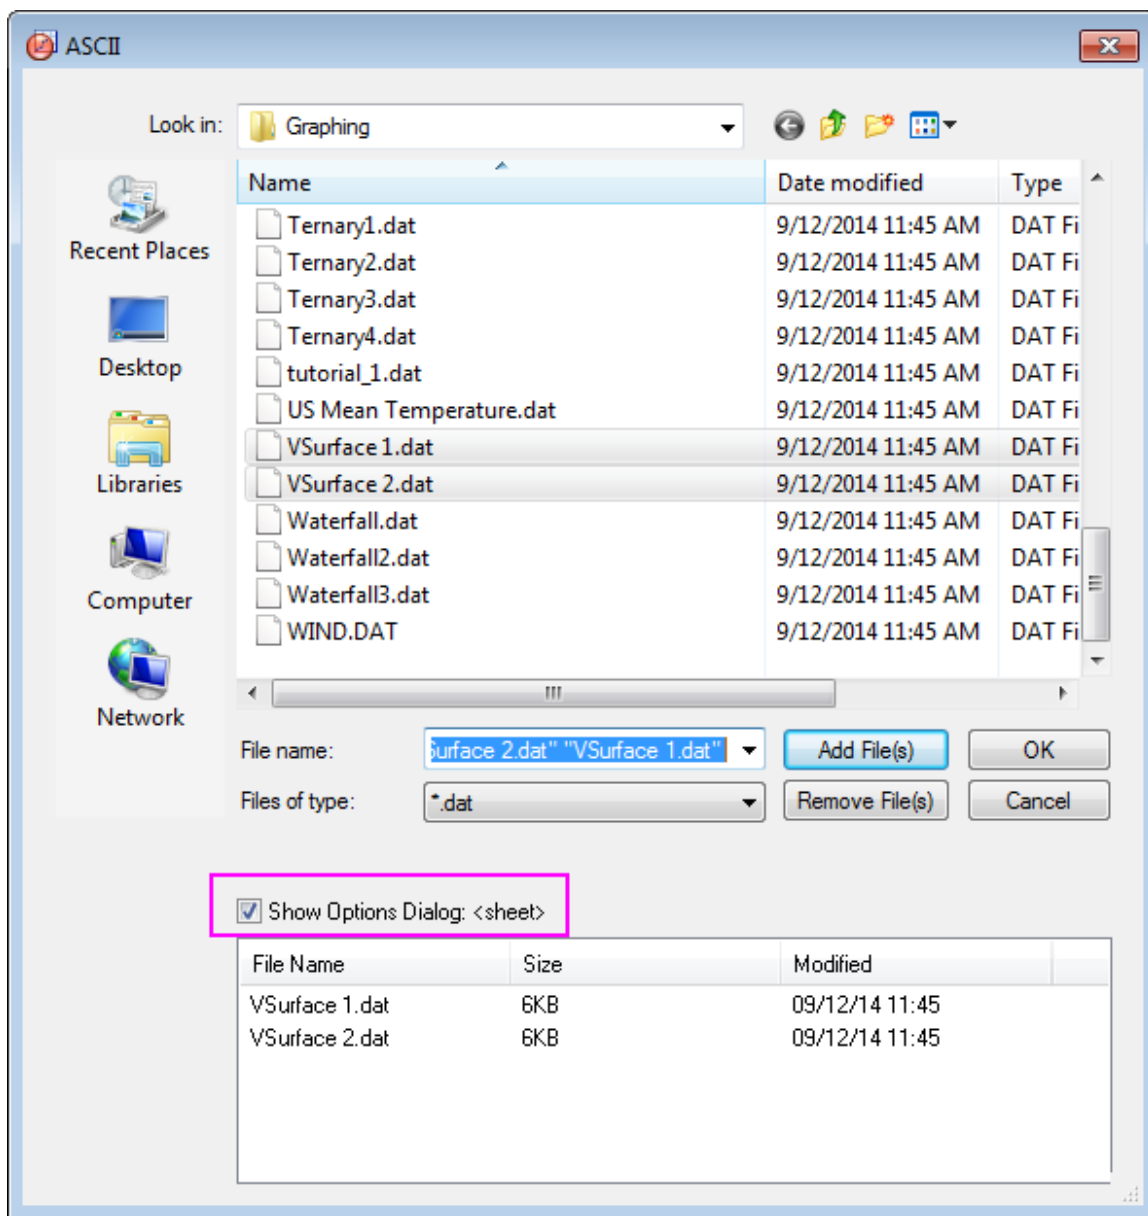 ASCII
Look in: Graphing
Name Date modified Type
Recent Places
Desktop
Libraries
Computer
Network
Ternary1.dat 9/12/2014 11:45 AM DAT Fi
Ternary2.dat 9/12/2014 11:45 AM DAT Fi
Ternary3.dat 9/12/2014 11:45 AM DAT Fi
Ternary4.dat 9/12/2014 11:45 AM DAT Fi
tutorial_1.dat 9/12/2014 11:45 AM DAT Fi
US Mean Temperature.dat 9/12/2014 11:45 AM DAT Fi
VSurface 1.dat 9/12/2014 11:45 AM DAT Fi
VSurface 2.dat 9/12/2014 11:45 AM DAT Fi
Waterfall.dat 9/12/2014 11:45 AM DAT Fi
Waterfall2.dat 9/12/2014 11:45 AM DAT Fi
Waterfall3.dat 9/12/2014 11:45 AM DAT Fi
WIND.DAT 9/12/2014 11:45 AM DAT Fi
File name: Surface 2.dat" "VSurface 1.dat" Add File(s) OK
Files of type: *.dat Remove File(s) Cancel
Show Options Dialog: <sheet>
File Name Size Modified
VSurface 1.dat 6KB 09/12/14 11:45
VSurface 2.dat 6KB 09/12/14 11:45